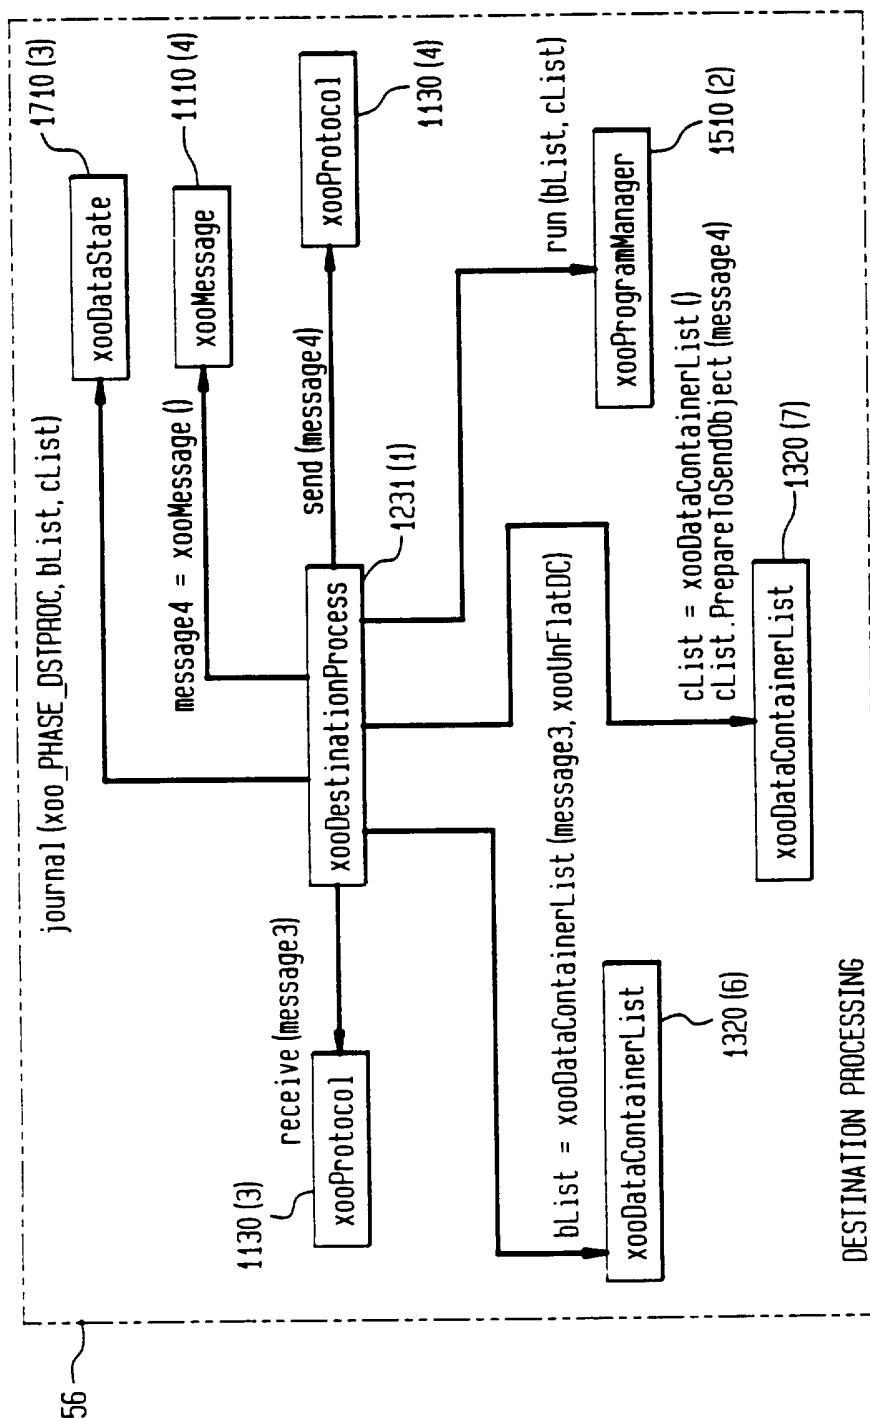 56
journal (xoo_PHASE_DSTPROC, bList, cList)
xooDataState
1710 (3)
message4 = xooMessage ()
xooMessage
1110 (4)
receive (message3)
xooProtocol
1130 (3)
xooDestinationProcess
1231 (1)
send (message4)
xooProtocol
1130 (4)
run (bList, cList)
xooProgramManager
1510 (2)
bList = xooDataContainerList (message3, xooUnFlatDC)
xooDataContainerList
1320 (6)
cList = xooDataContainerList ()
cList.PrepareToSendObject (message4)
xooDataContainerList
1320 (7)
DESTINATION PROCESSING